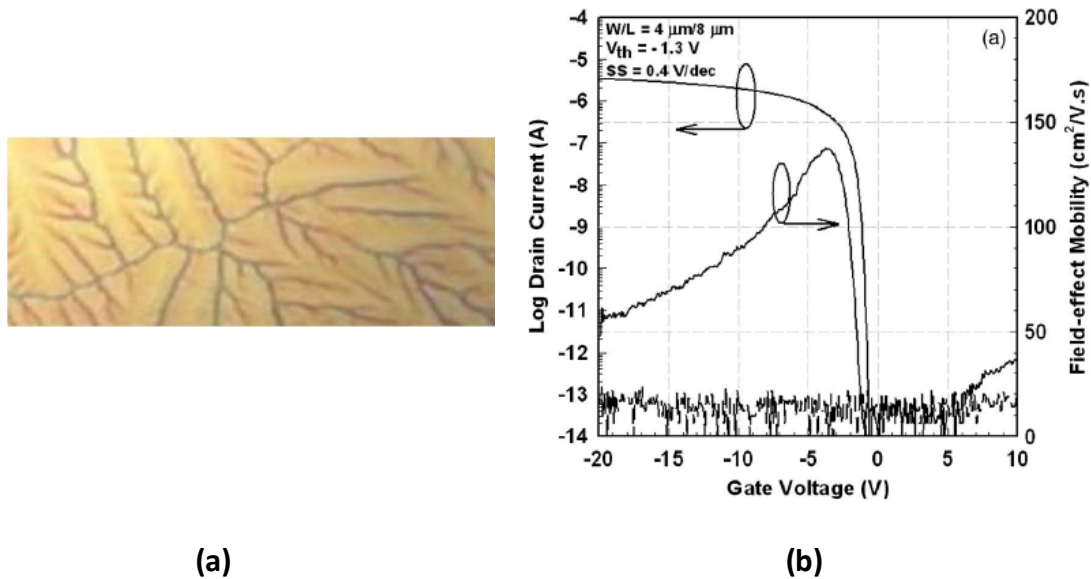 W/L = 4 μm/8 μm
V_th = - 1.3 V
SS = 0.4 V/dec
(a)
Log Drain Current (A)
-4
-5
-6
-7
-8
-9
-10
-11
-12
-13
-14
200
150
100
50
0
Field-effect Mobility (cm²/V.s)
-20 -15 -10 -5 0 5 10
Gate Voltage (V)
(a) (b)